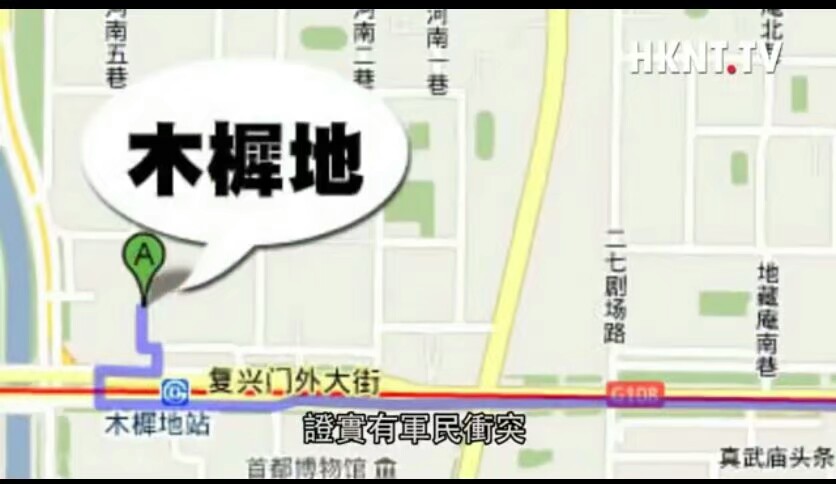 河南五巷
河南二巷
河南一巷
HKNT.TV
木樨地
A
二七剧场路
地藏庵南巷
复兴门外大街
G108
木樨地站
證實有軍民衝突
首都博物馆
真武庙头条